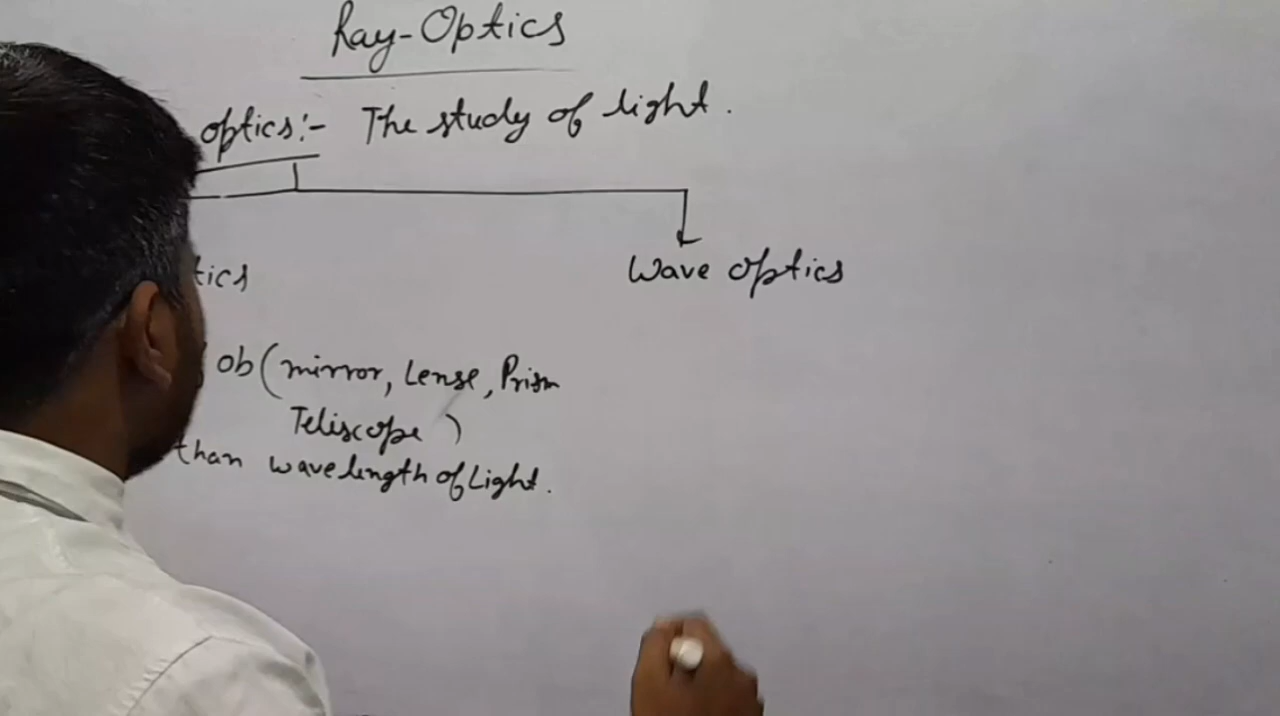 Ray-Optics
optics:- The study of light.
tics
Wave optics
ob (mirror, Lense, Prism
Teliscope )
than wavelength of Light.